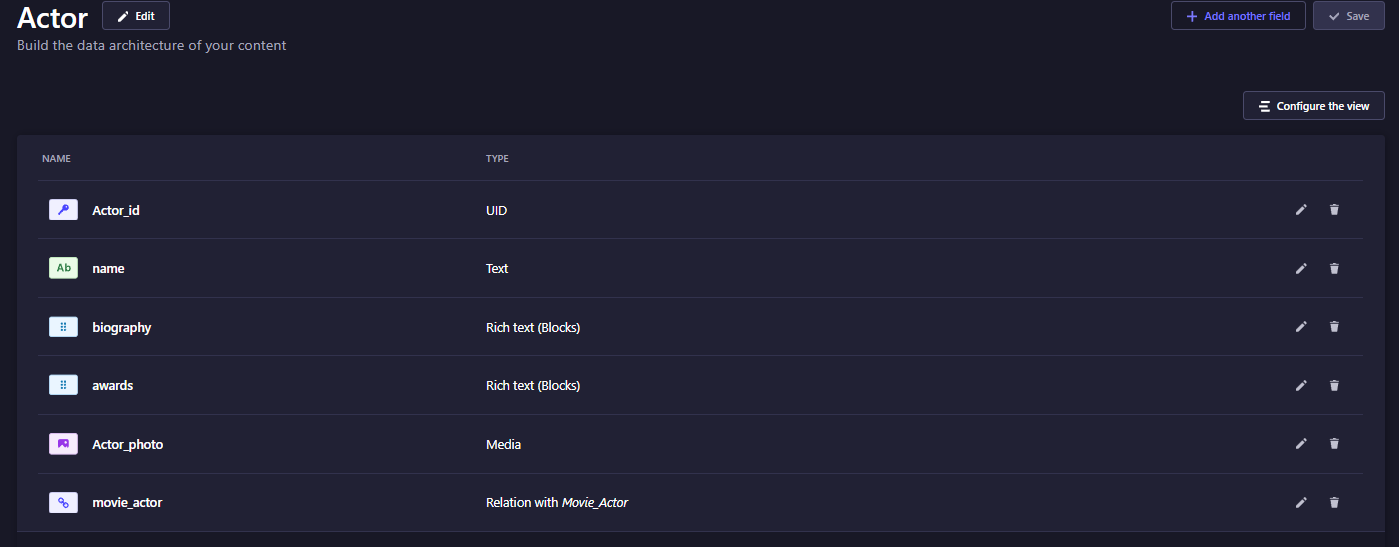 Actor Edit + Add another field Save
Build the data architecture of your content
Configure the view
NAME TYPE
Actor_id UID
Ab name Text
biography Rich text (Blocks)
awards Rich text (Blocks)
Actor_photo Media
movie_actor Relation with Movie_Actor